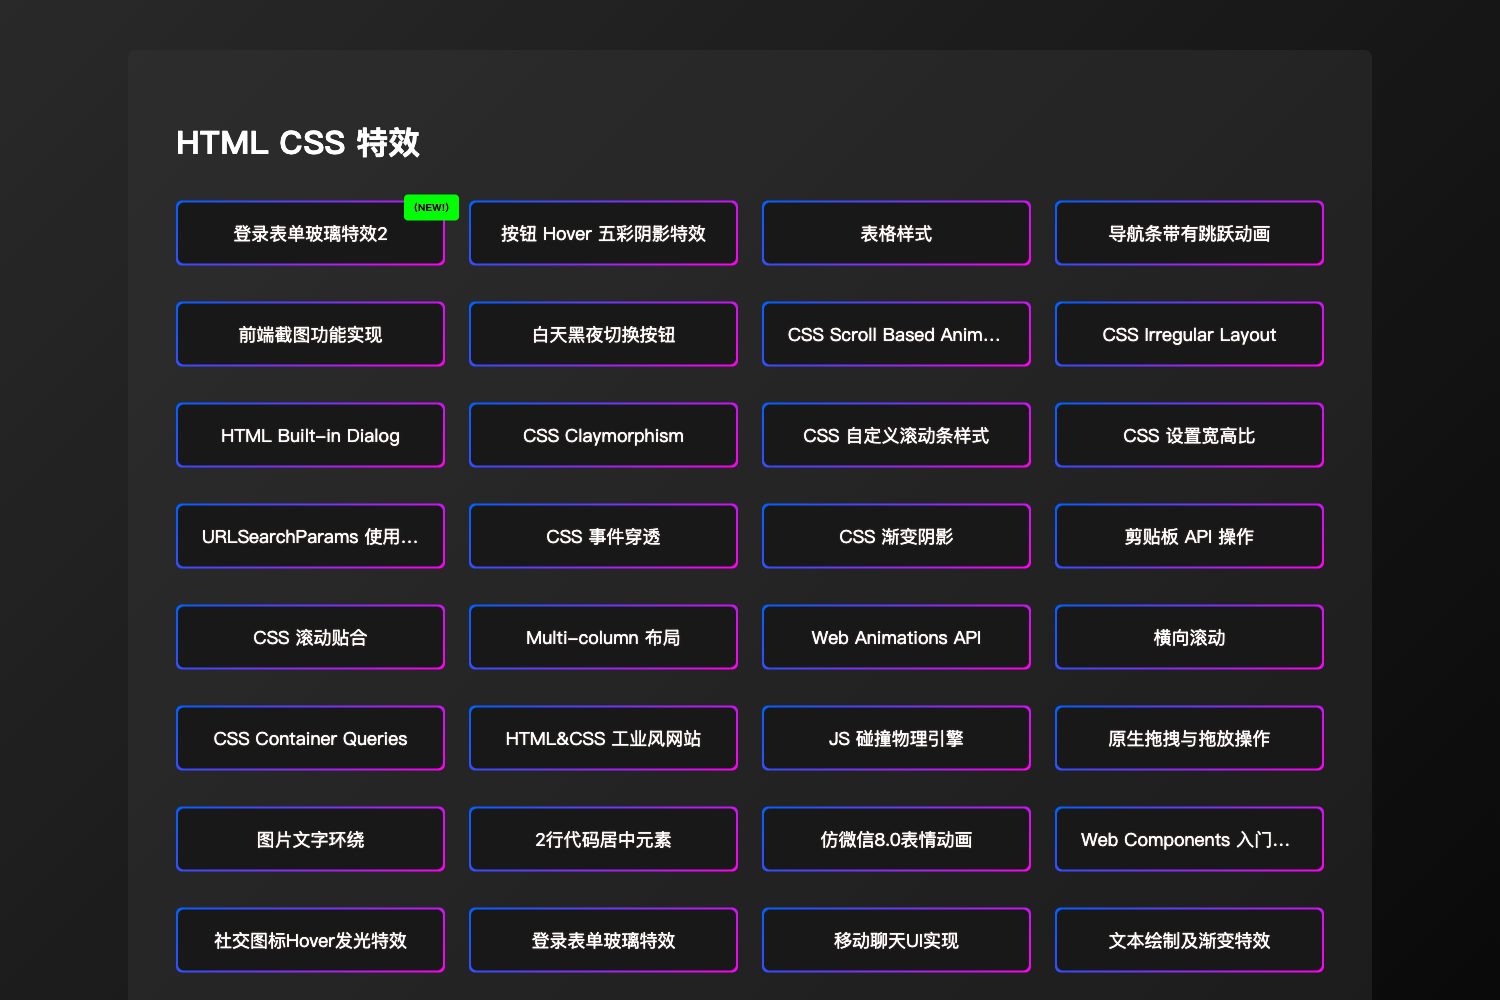 HTML CSS 特效
(NEW!)
登录表单玻璃特效2
按钮 Hover 五彩阴影特效
表格样式
导航条带有跳跃动画
前端截图功能实现
白天黑夜切换按钮
CSS Scroll Based Anim...
CSS Irregular Layout
HTML Built-in Dialog
CSS Claymorphism
CSS 自定义滚动条样式
CSS 设置宽高比
URLSearchParams 使用...
CSS 事件穿透
CSS 渐变阴影
剪贴板 API 操作
CSS 滚动贴合
Multi-column 布局
Web Animations API
横向滚动
CSS Container Queries
HTML&CSS 工业风网站
JS 碰撞物理引擎
原生拖拽与拖放操作
图片文字环绕
2行代码居中元素
仿微信8.0表情动画
Web Components 入门...
社交图标Hover发光特效
登录表单玻璃特效
移动聊天UI实现
文本绘制及渐变特效